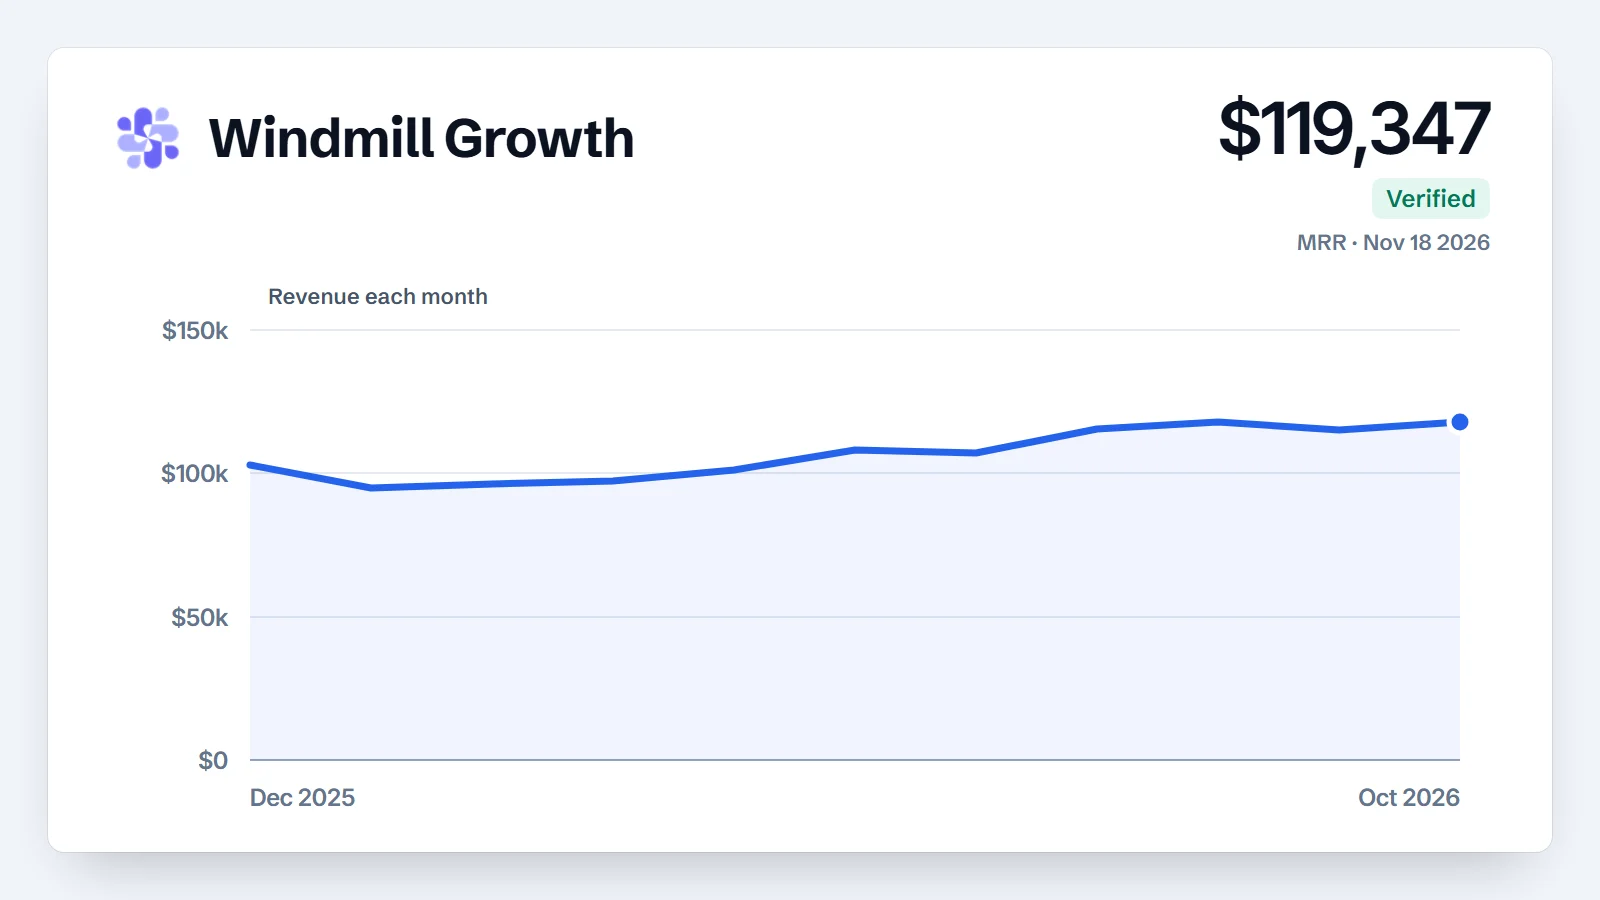 Windmill Growth
$119,347
Verified
MRR · Nov 18 2026
Revenue each month
$150k
$100k
$50k
$0
Dec 2025
Oct 2026